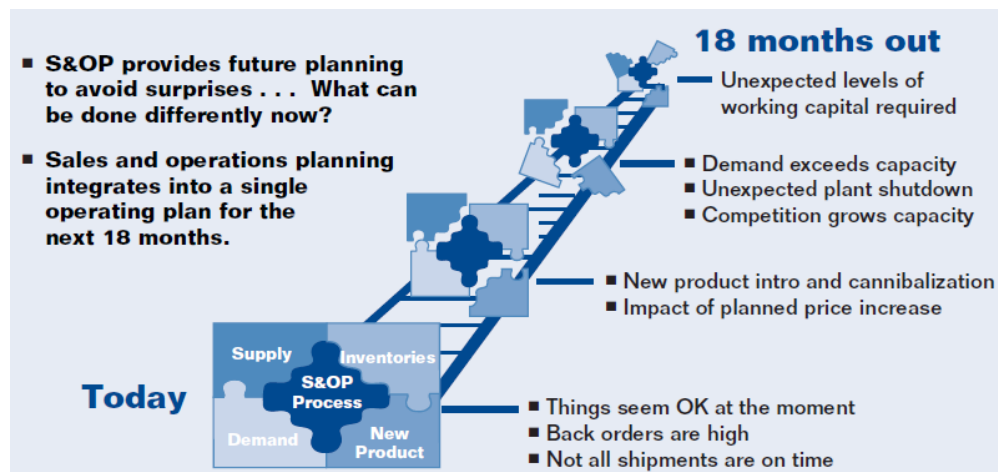 ■ S&OP provides future planning
to avoid surprises . . . What can
be done differently now?
■ Sales and operations planning
integrates into a single
operating plan for the
next 18 months.
18 months out
Unexpected levels of
working capital required
■ Demand exceeds capacity
■ Unexpected plant shutdown
■ Competition grows capacity
■ New product intro and cannibalization
■ Impact of planned price increase
Today
Supply
Inventories
S&OP
Process
Demand
New
Product
■ Things seem OK at the moment
■ Back orders are high
■ Not all shipments are on time